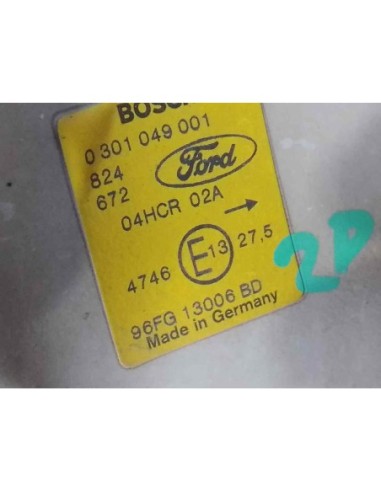 BOSCH
0 301 049 001
824
672
Ford
04HCR 02A →
4746 E13 27,5
96FG 13006 BD
Made in Germany
2D